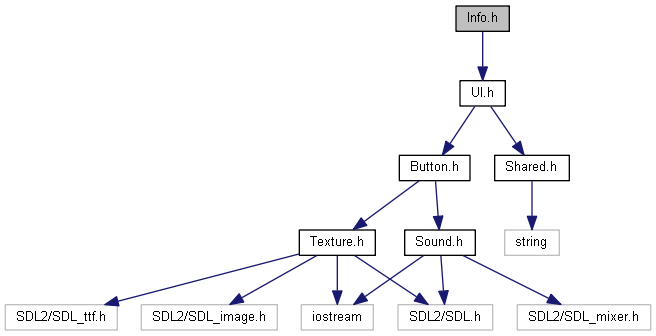 Info.h
UI.h
Button.h
Shared.h
Texture.h
Sound.h
string
SDL2/SDL_ttf.h
SDL2/SDL_image.h
iostream
SDL2/SDL.h
SDL2/SDL_mixer.h